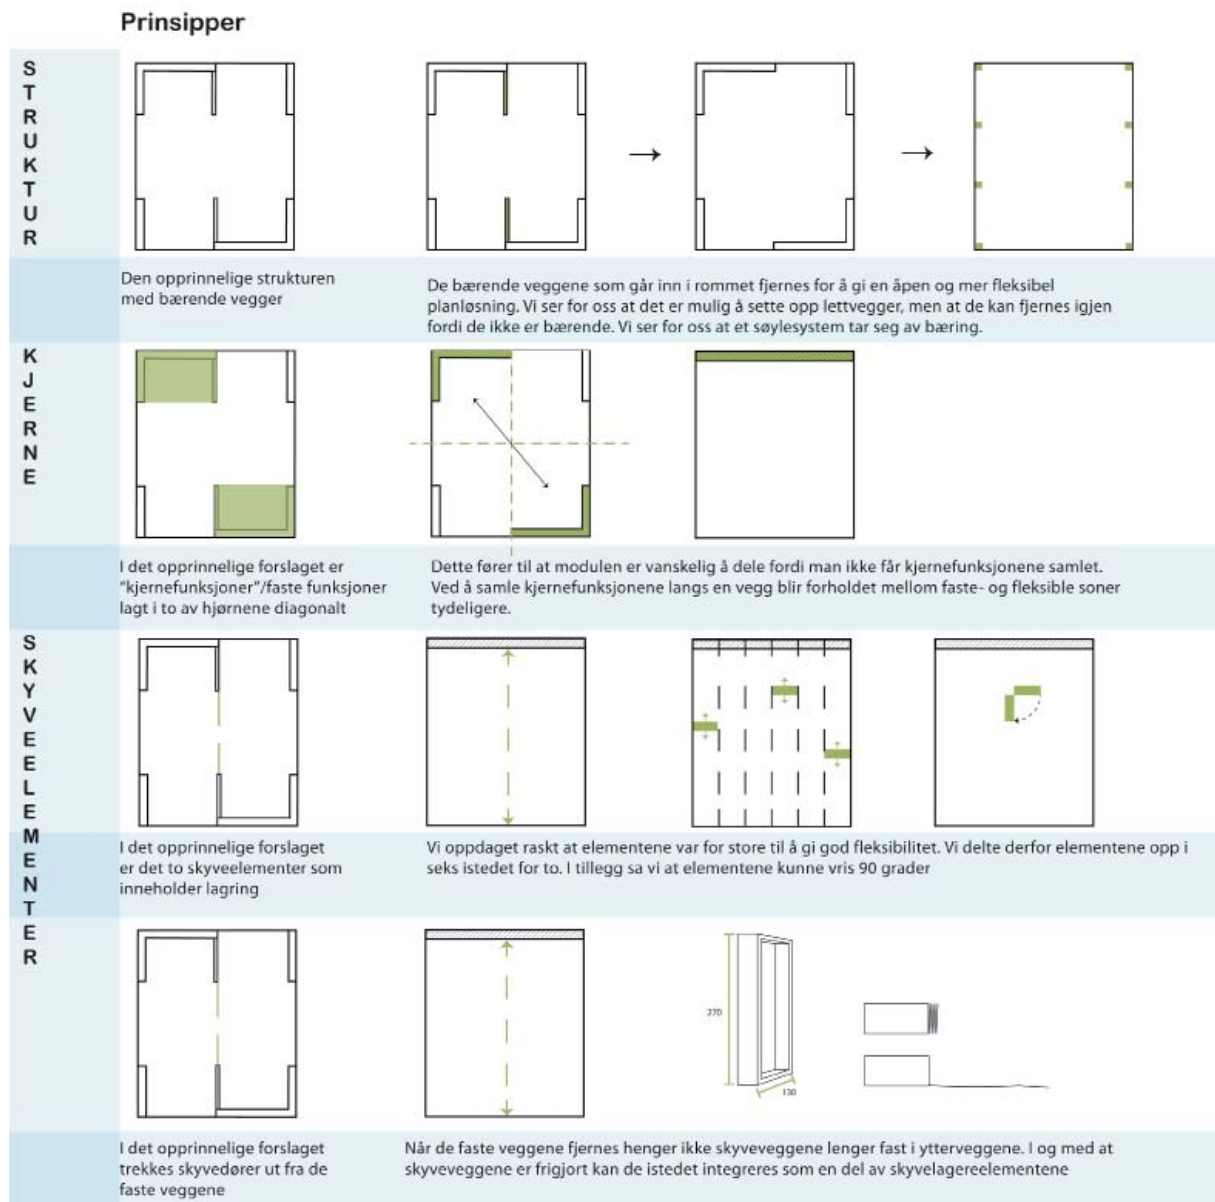 Prinsipper
STRUKTUR
Den opprinnelige strukturen
med bærende vegger
De bærende veggene som går inn i rommet fjernes for å gi en åpen og mer fleksibel
planløsning. Vi ser for oss at det er mulig å sette opp lettvegger, men at de kan fjernes igjen
fordi de ikke er bærende. Vi ser for oss at et søylesystem tar seg av bæring.
KJERNE
I det opprinnelige forslaget er
"kjernefunksjoner"/faste funksjoner
lagt i to av hjørnene diagonalt
Dette fører til at modulen er vanskelig å dele fordi man ikke får kjernefunksjonene samlet.
Ved å samle kjernefunksjonene langs en vegg blir forholdet mellom faste- og fleksible soner
tydeligere.
SKYVEELEMENTER
I det opprinnelige forslaget
er det to skyveelementer som
inneholder lagring
Vi oppdaget raskt at elementene var for store til å gi god fleksibilitet. Vi delte derfor elementene opp i
seks istedet for to. I tillegg sa vi at elementene kunne vris 90 grader
270
130
I det opprinnelige forslaget
trekkes skyvedører ut fra de
faste veggene
Når de faste veggene fjernes henger ikke skyveveggene lenger fast i ytterveggene. I og med at
skyveveggene er frigjort kan de istedet integreres som en del av skyvelagereelementene